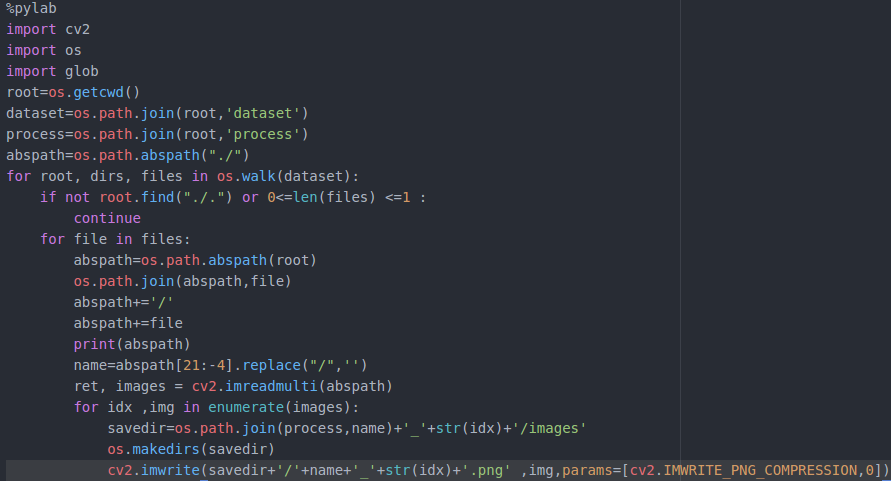 %pylab
import cv2
import os
import glob
root=os.getcwd()
dataset=os.path.join(root,'dataset')
process=os.path.join(root,'process')
abspath=os.path.abspath("./")
for root, dirs, files in os.walk(dataset):
    if not root.find("./.") or 0<=len(files) <=1 :
        continue
    for file in files:
        abspath=os.path.abspath(root)
        os.path.join(abspath,file)
        abspath+='/'
        abspath+=file
        print(abspath)
        name=abspath[21:-4].replace("/",'')
        ret, images = cv2.imreadmulti(abspath)
        for idx ,img in enumerate(images):
            savedir=os.path.join(process,name)+'_'+str(idx)+'/images'
            os.makedirs(savedir)
            cv2.imwrite(savedir+'/'+name+'_'+str(idx)+'.png' ,img,params=[cv2.IMWRITE_PNG_COMPRESSION,0])